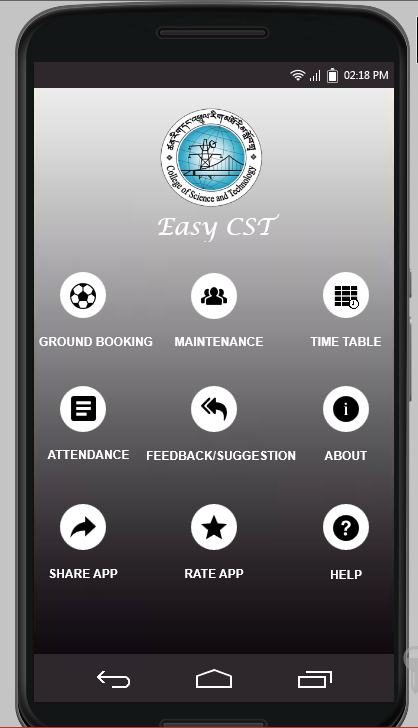 02:18 PM
College of Science and Technology
Easy CST
GROUND BOOKING MAINTENANCE TIME TABLE
ATTENDANCE FEEDBACK/SUGGESTION ABOUT
SHARE APP RATE APP HELP